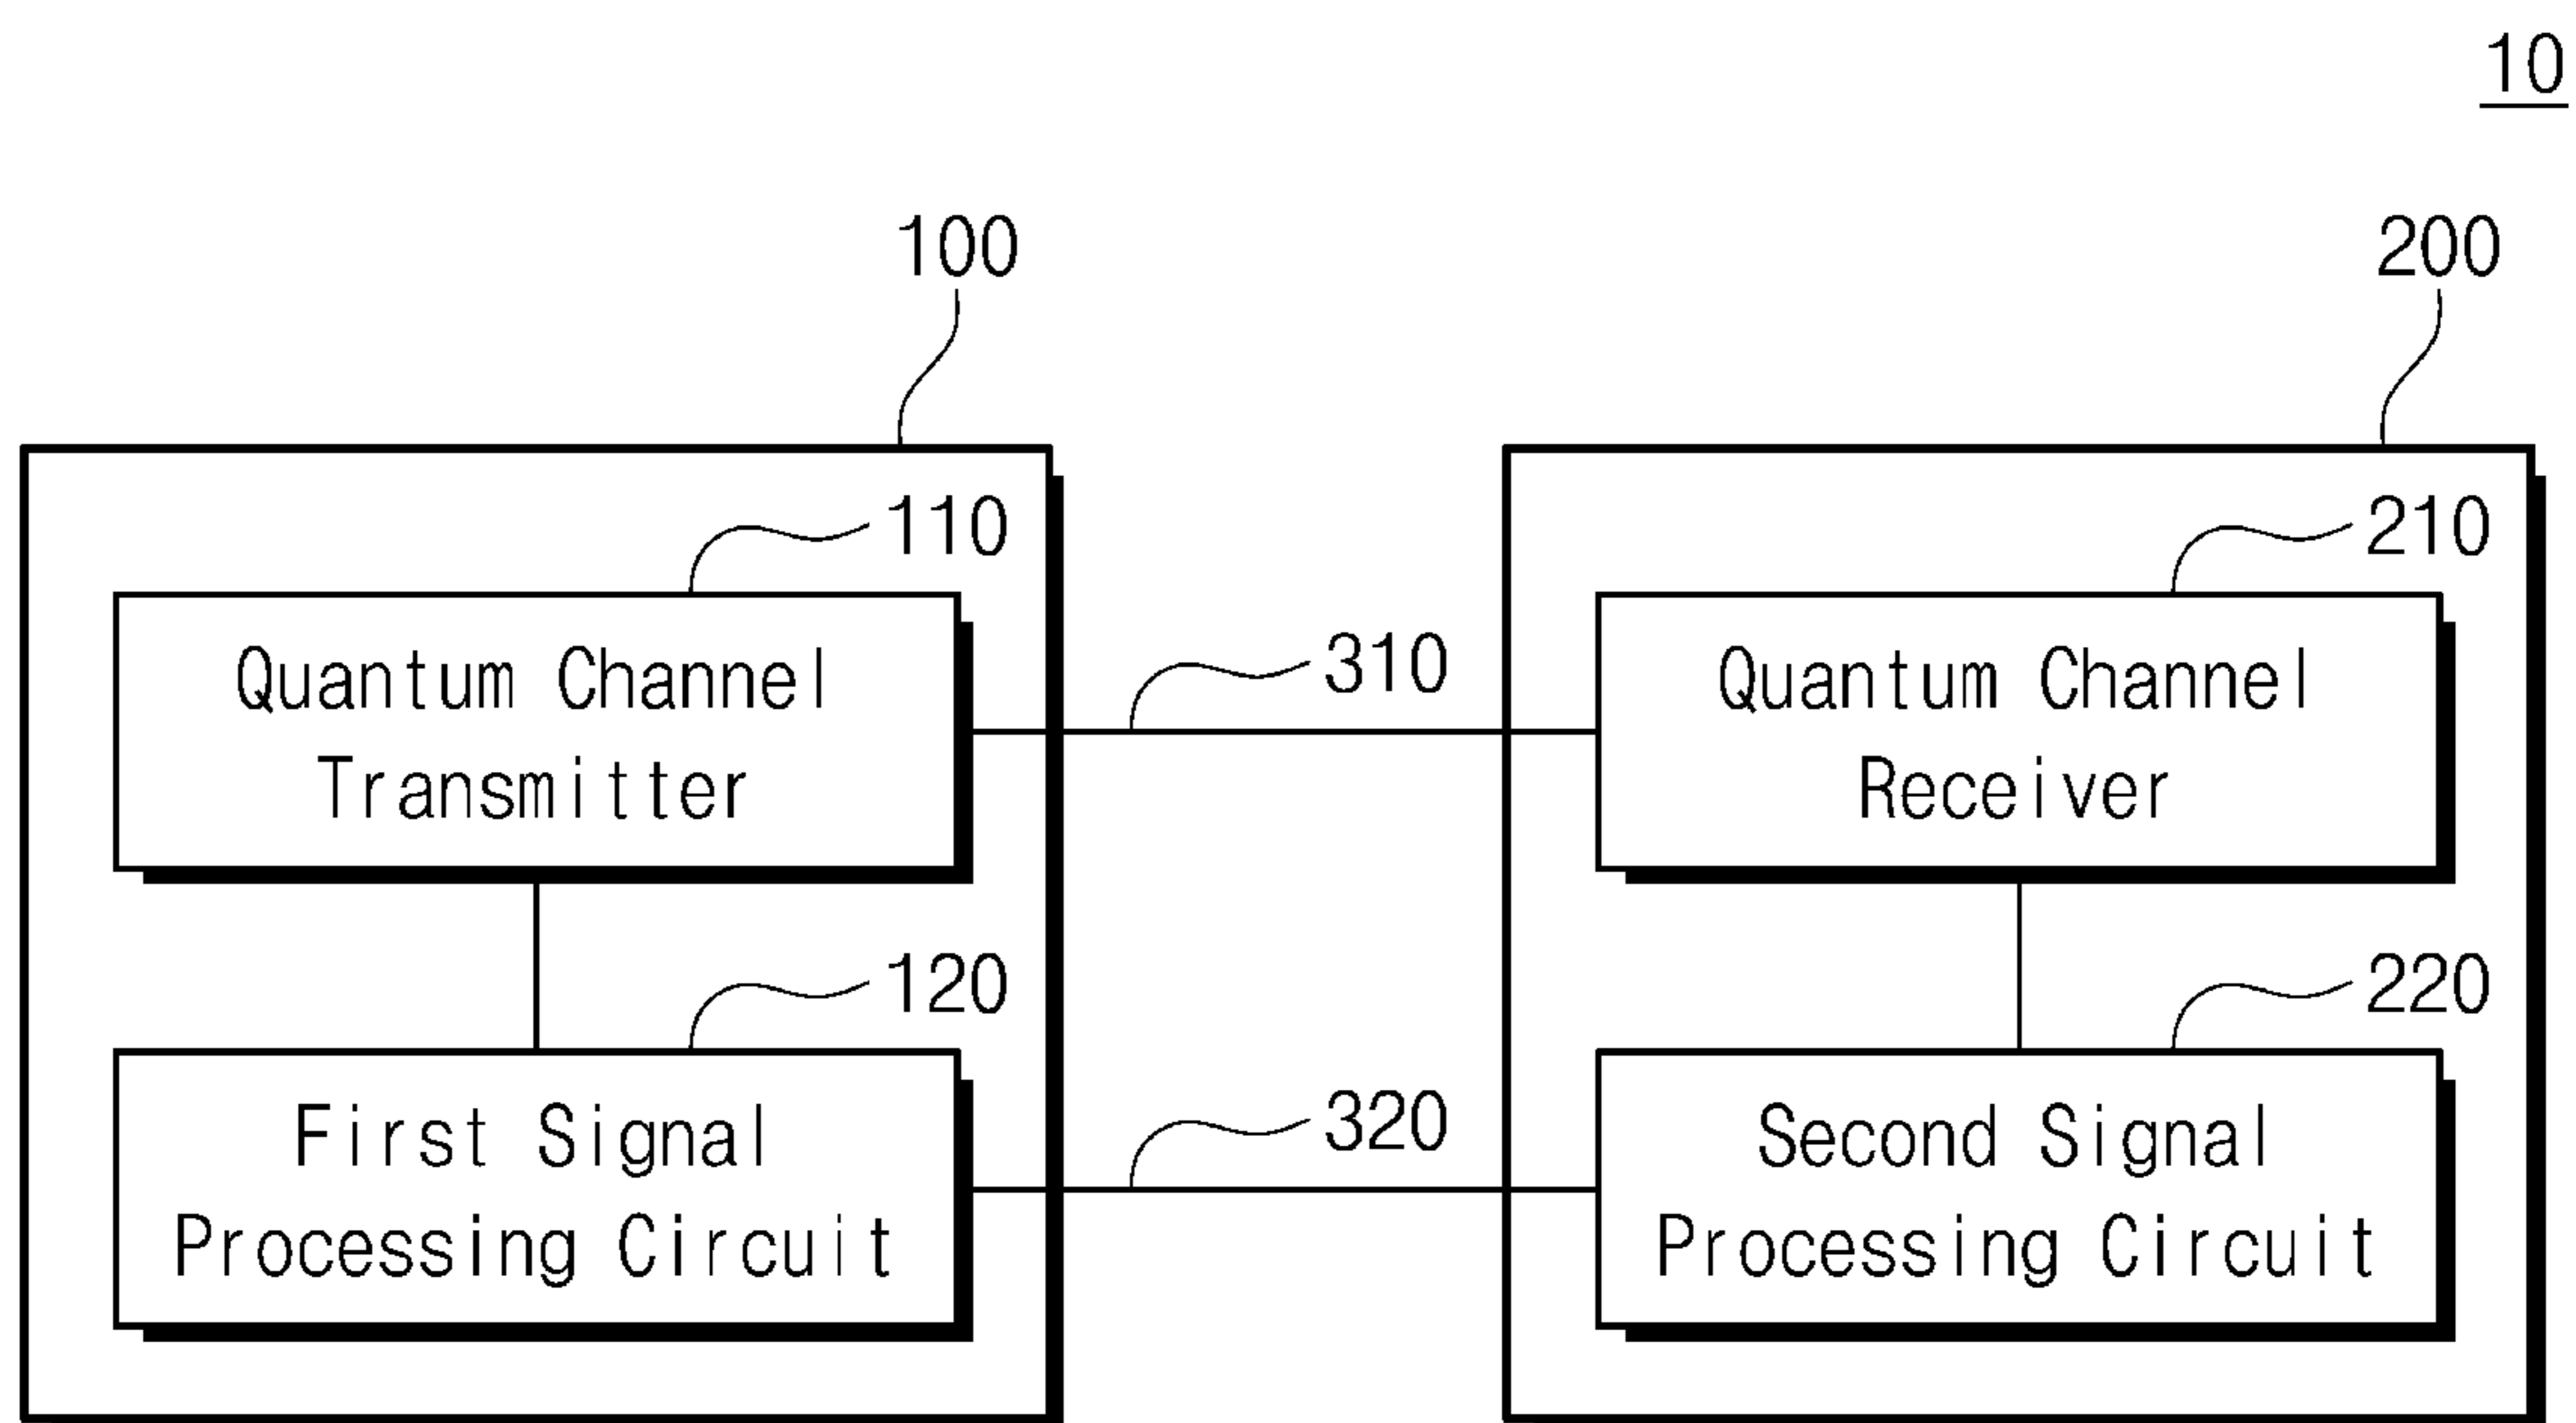 10
100
200
110
210
Quantum Channel
Transmitter
310
Quantum Channel
Receiver
120
220
First Signal
Processing Circuit
320
Second Signal
Processing Circuit